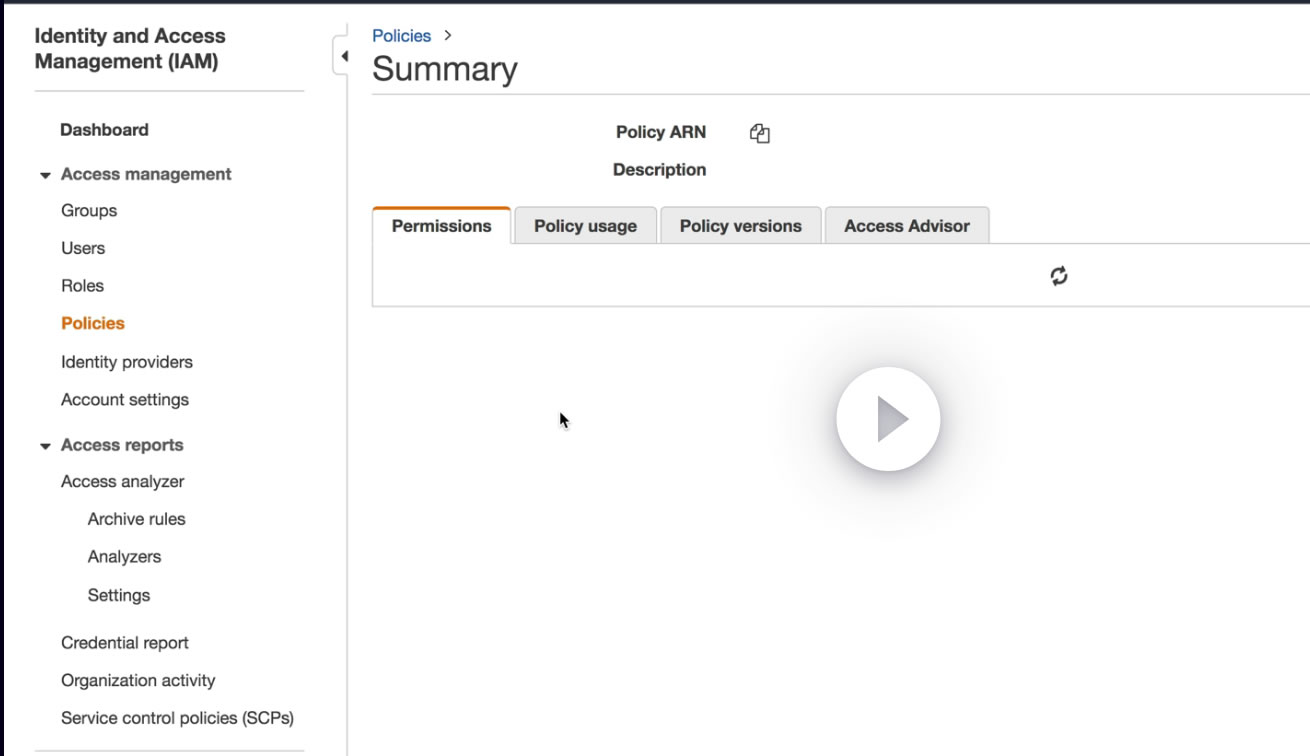 Identity and Access
Management (IAM)
Dashboard
Access management
Groups
Users
Roles
Policies
Identity providers
Account settings
Access reports
Access analyzer
Archive rules
Analyzers
Settings
Credential report
Organization activity
Service control policies (SCPs)
Policies >
Summary
Policy ARN
Description
Permissions
Policy usage
Policy versions
Access Advisor